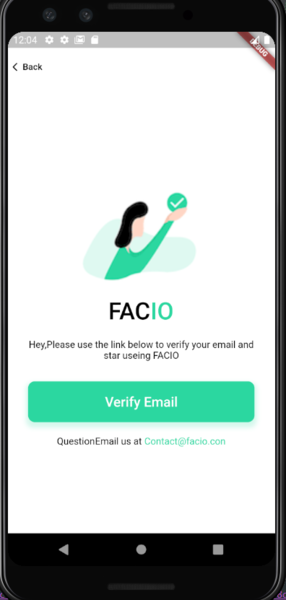 12:04
DEBUG
Back
FACIO
Hey,Please use the link below to verify your email and
star useing FACIO
Verify Email
QuestionEmail us at Contact@facio.con